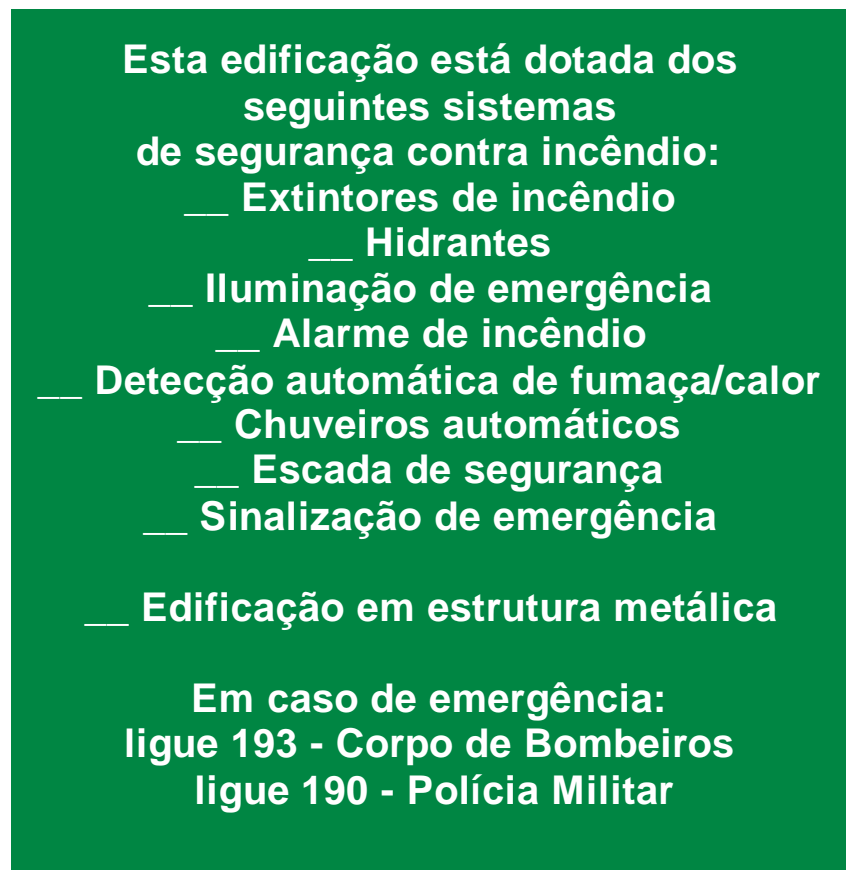 Esta edificação está dotada dos
seguintes sistemas
de segurança contra incêndio:
__ Extintores de incêndio
__ Hidrantes
__ Iluminação de emergência
__ Alarme de incêndio
__ Detecção automática de fumaça/calor
__ Chuveiros automáticos
__ Escada de segurança
__ Sinalização de emergência
__ Edificação em estrutura metálica
Em caso de emergência:
ligue 193 - Corpo de Bombeiros
ligue 190 - Polícia Militar